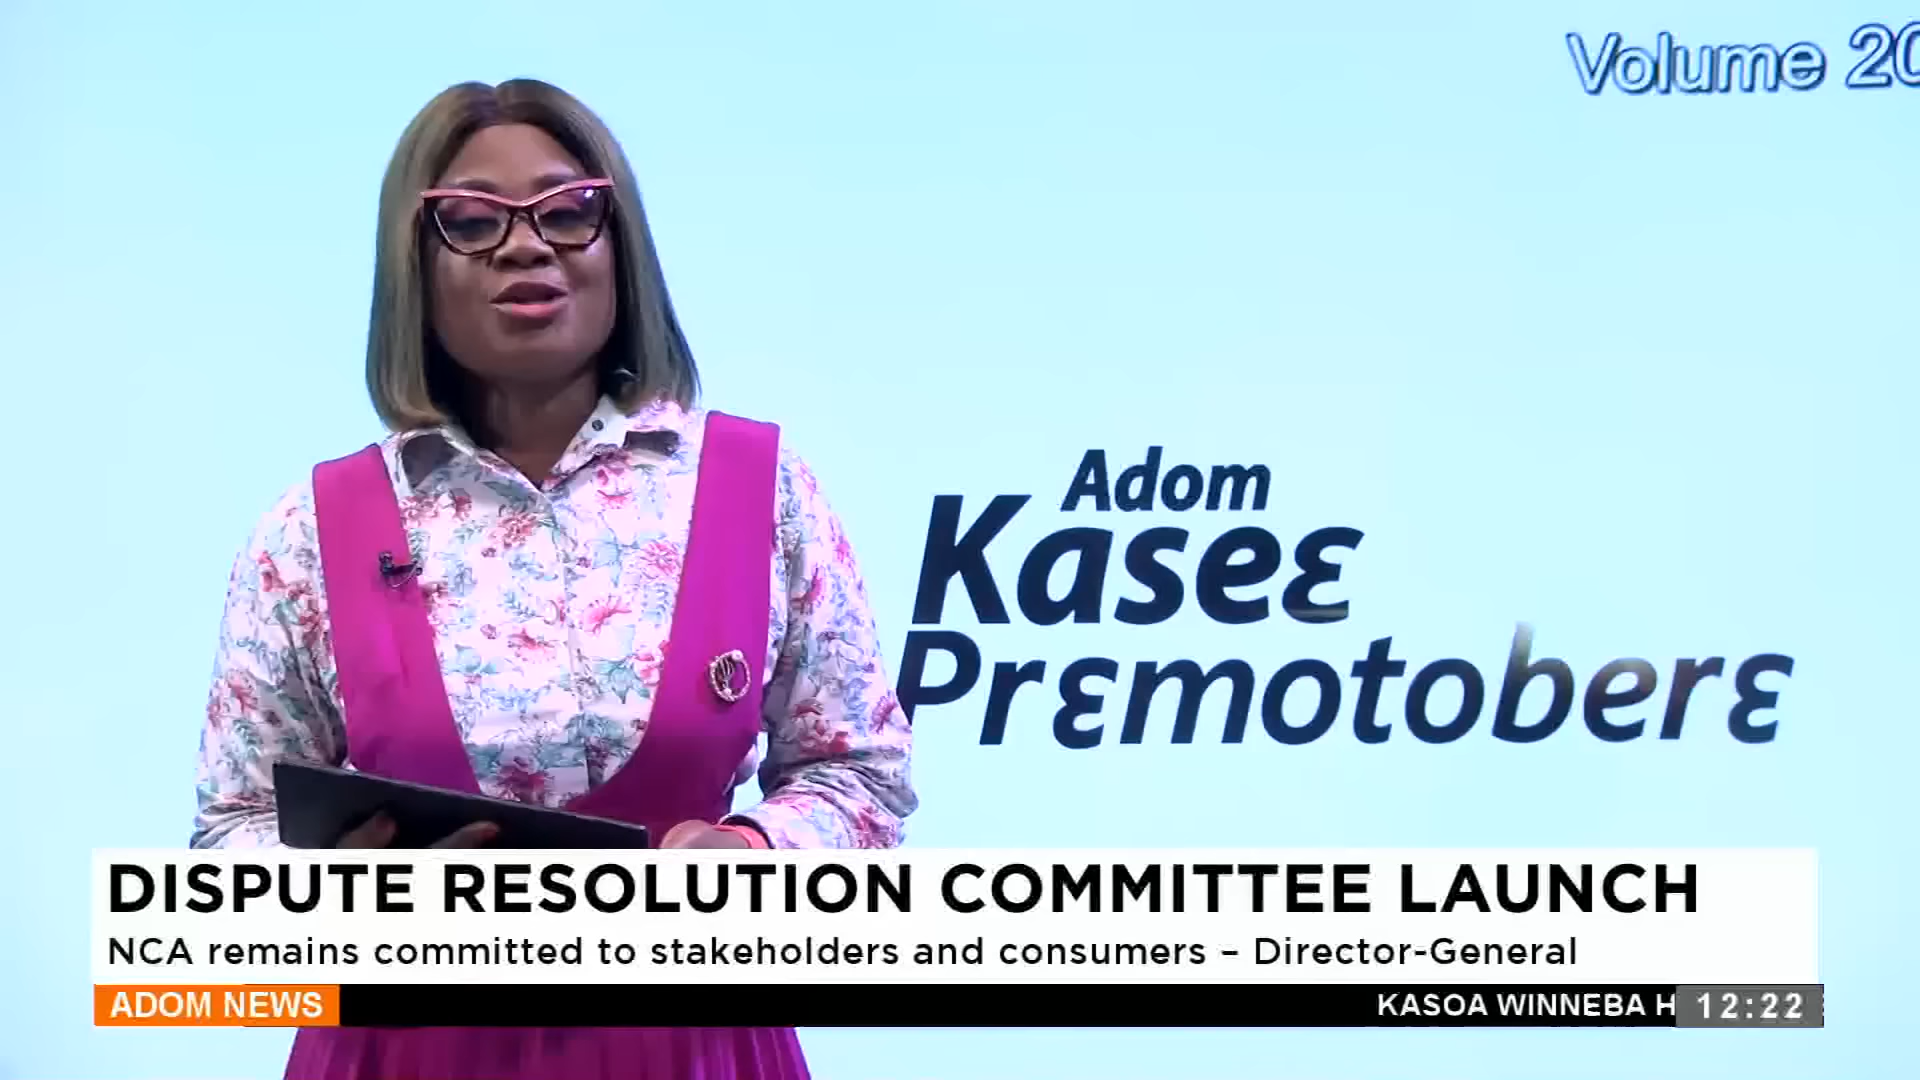 Volume 20
Adom
Kaseɛ
Prɛmotoberɛ
DISPUTE RESOLUTION COMMITTEE LAUNCH
NCA remains committed to stakeholders and consumers – Director-General
ADOM NEWS
KASOA WINNEBA H
12:22